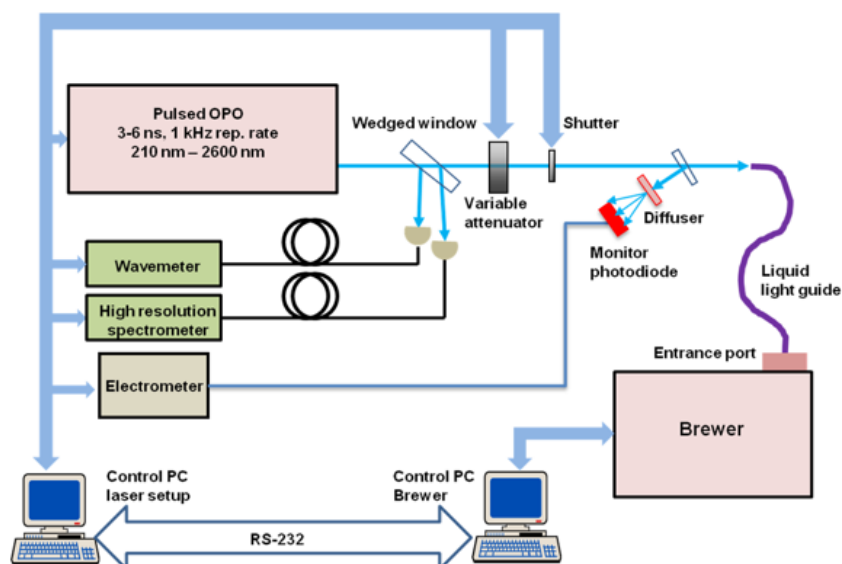 Pulsed OPO
3-6 ns, 1 kHz rep. rate
210 nm – 2600 nm
Wedged window
Shutter
Variable
attenuator
Diffuser
Monitor
photodiode
Wavemeter
High resolution
spectrometer
Liquid
light guide
Electrometer
Entrance port
Brewer
Control PC
laser setup
Control PC
Brewer
RS-232